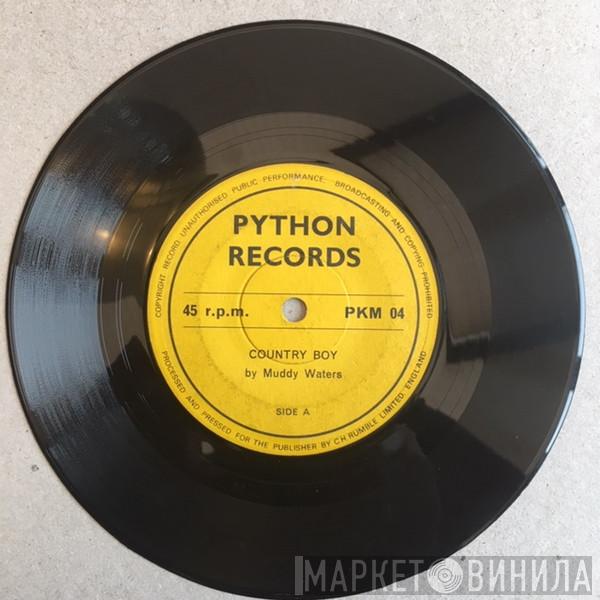 COPYRIGHT RECORD UNAUTHORISED PUBLIC PERFORMANCE. BROADCASTING AND COPYING PROHIBITED
PYTHON
RECORDS
45 r.p.m. PKM 04
COUNTRY BOY
by Muddy Waters
SIDE A
PROCESSED AND PRESSED FOR THE PUBLISHER BY C H RUMBLE LIMITED, ENGLAND
МАРКЕТ ВИНИЛА